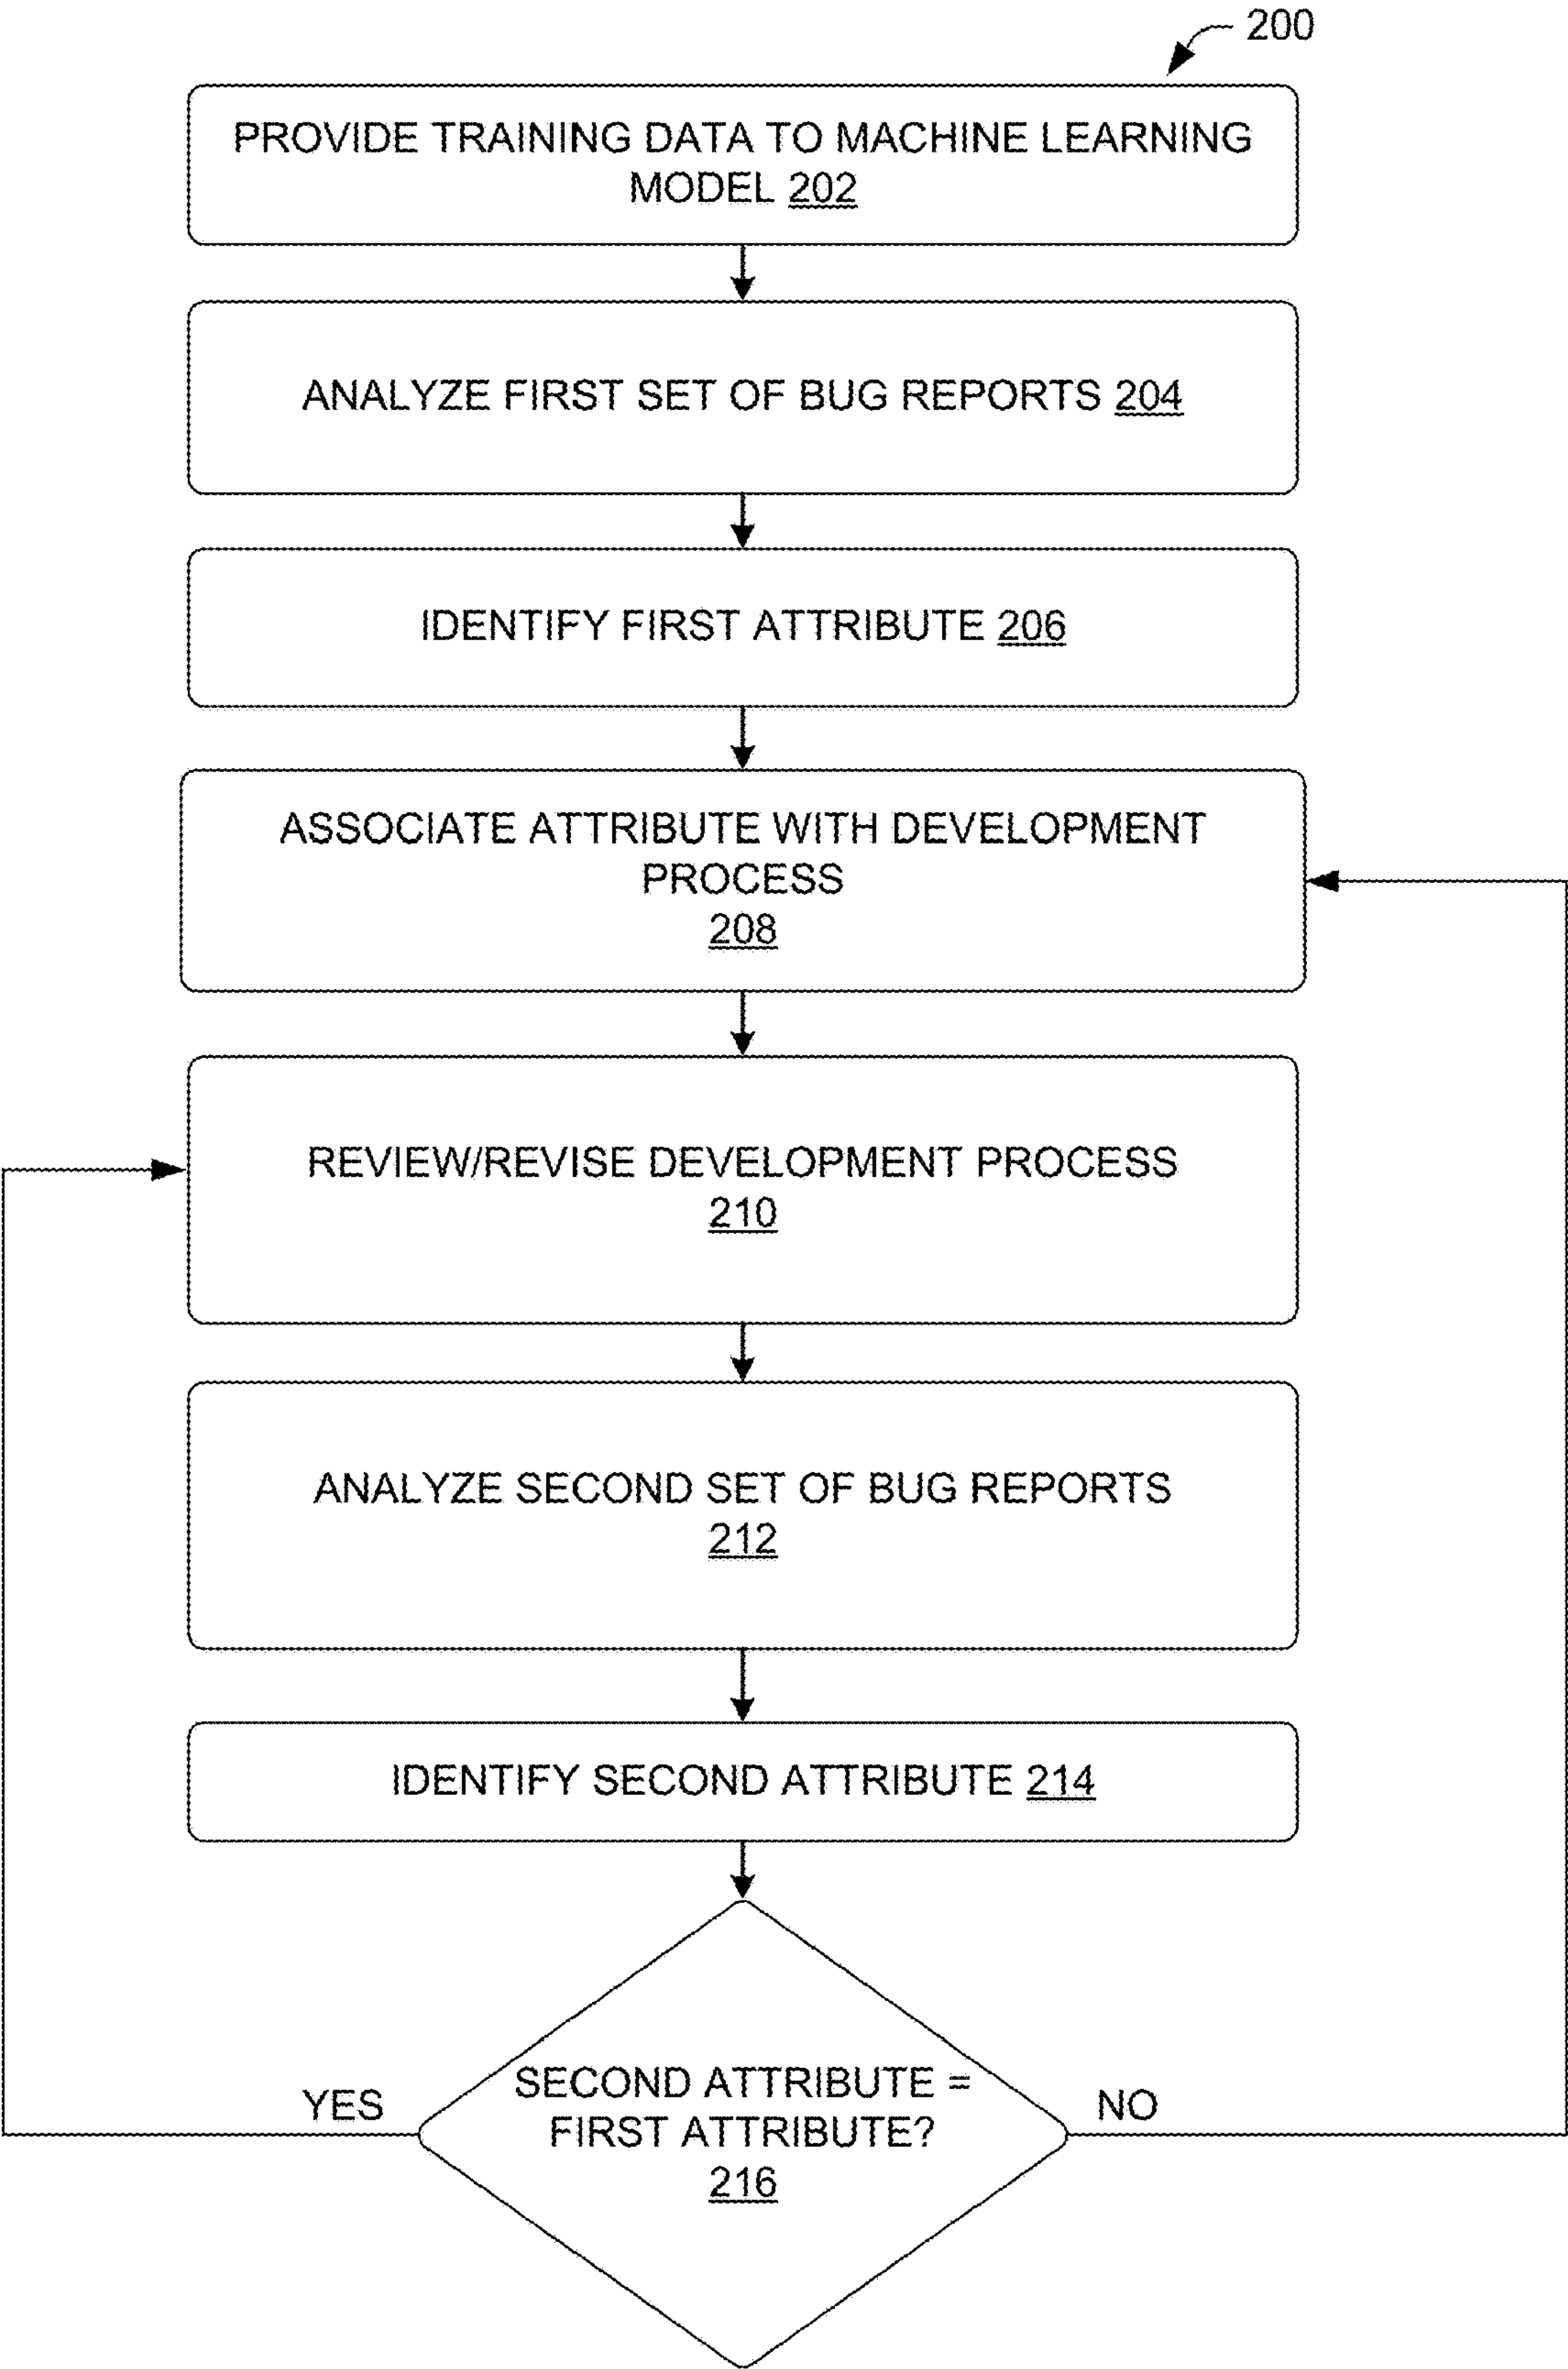 200
PROVIDE TRAINING DATA TO MACHINE LEARNING
MODEL 202
ANALYZE FIRST SET OF BUG REPORTS 204
IDENTIFY FIRST ATTRIBUTE 206
ASSOCIATE ATTRIBUTE WITH DEVELOPMENT
PROCESS
208
REVIEW/REVISE DEVELOPMENT PROCESS
210
ANALYZE SECOND SET OF BUG REPORTS
212
IDENTIFY SECOND ATTRIBUTE 214
SECOND ATTRIBUTE =
FIRST ATTRIBUTE?
216
YES
NO